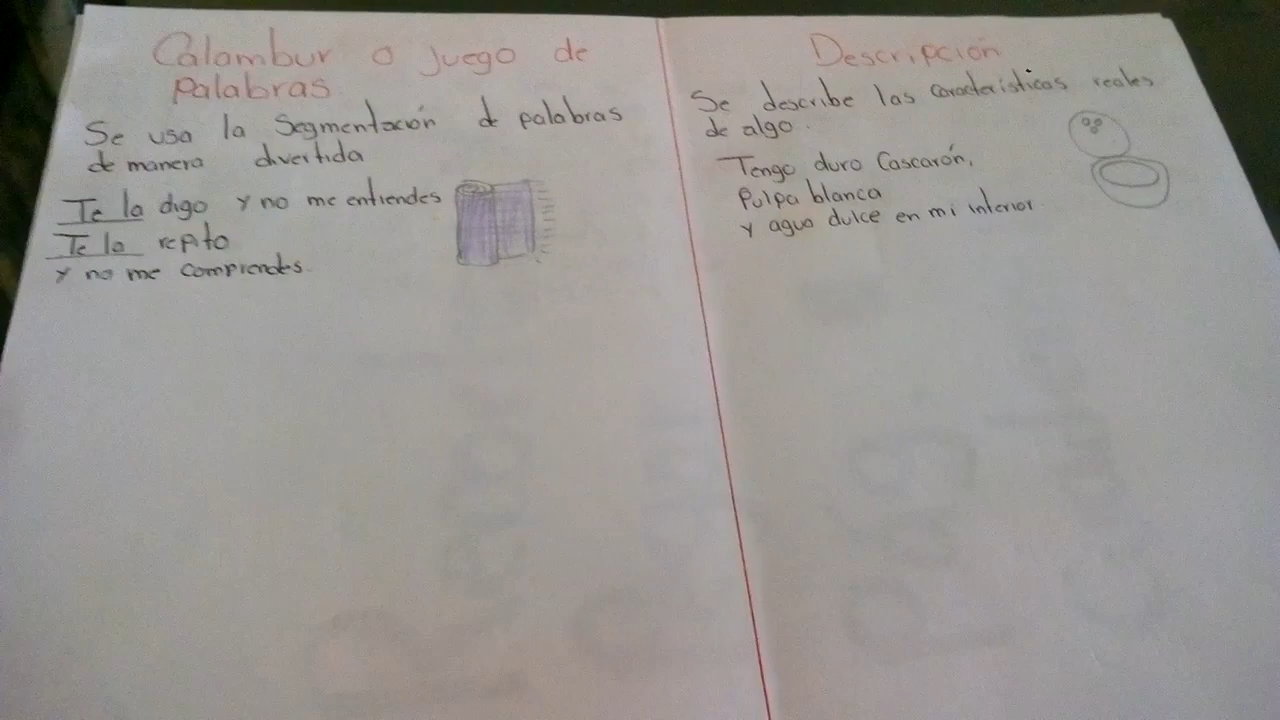 Calambur o juego de
palabras
Se usa la Segmentación d palabras
de manera divertida
Te la digo y no me entiendes
Te la repito
y no me comprendes.
Descripción
Se describe las características reales
de algo.
Tengo duro Cascarón,
Pulpa blanca
y agua dulce en mi interior.